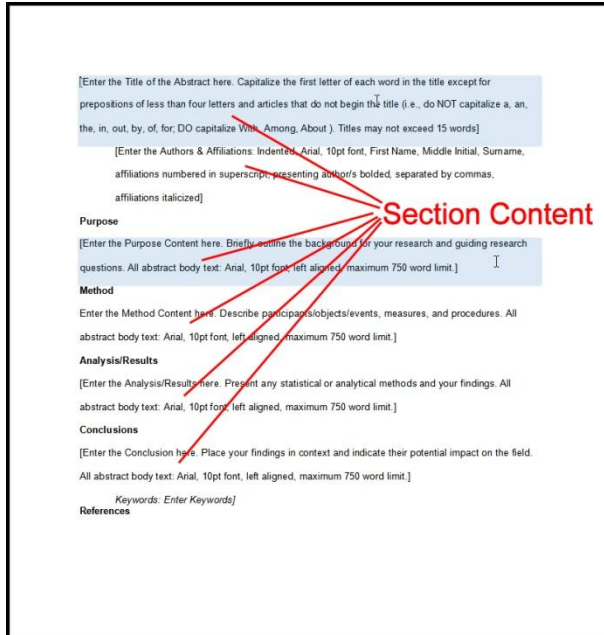 [Enter the Title of the Abstract here. Capitalize the first letter of each word in the title except for
prepositions of less than four letters and articles that do not begin the title (i.e., do NOT capitalize a, an,
the, in, out, by, of, for; DO capitalize With, Among, About ). Titles may not exceed 15 words]
[Enter the Authors & Affiliations: Indented, Arial, 10pt font, First Name, Middle Initial, Surname,
affiliations numbered in superscript, presenting author/s bolded, separated by commas,
affiliations italicized]
Section Content
Purpose
[Enter the Purpose Content here. Briefly outline the background for your research and guiding research
questions. All abstract body text: Arial, 10pt font, left aligned, maximum 750 word limit.]
Method
Enter the Method Content here. Describe participants/objects/events, measures, and procedures. All
abstract body text: Arial, 10pt font, left aligned, maximum 750 word limit.]
Analysis/Results
[Enter the Analysis/Results here. Present any statistical or analytical methods and your findings. All
abstract body text: Arial, 10pt font, left aligned, maximum 750 word limit.]
Conclusions
[Enter the Conclusion here. Place your findings in context and indicate their potential impact on the field.
All abstract body text: Arial, 10pt font, left aligned, maximum 750 word limit.]
Keywords: Enter Keywords]
References